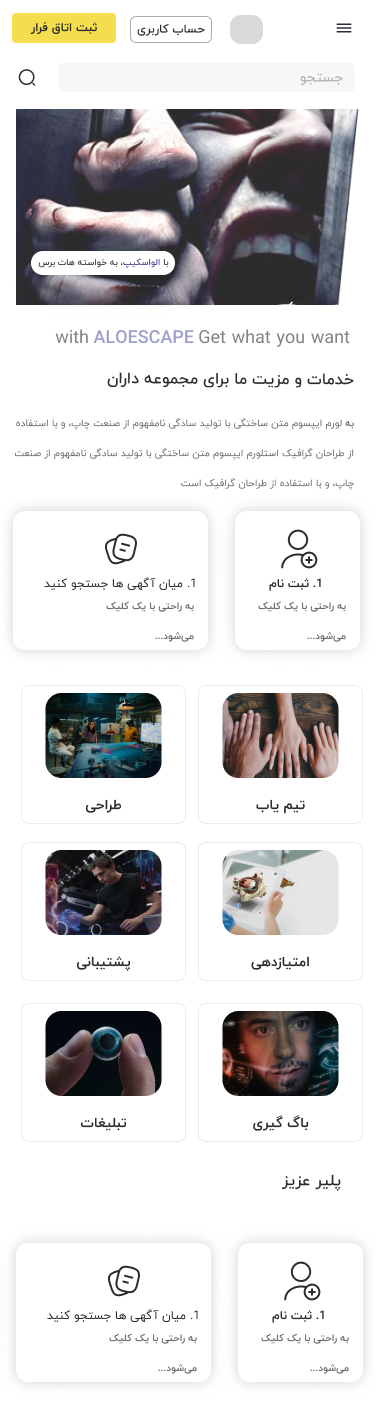 حساب کاربری
ثبت اتاق فرار
جستجو
با الواسکیپ، به خواسته هات برس
with ALOESCAPE Get what you want
خدمات و مزیت ما برای مجموعه داران
به لورم ایپسوم متن ساختگی با تولید سادگی نامفهوم از صنعت چاپ، و با استفاده
از طراحان گرافیک استلورم ایپسوم متن ساختگی با تولید سادگی نامفهوم از صنعت
چاپ، و با استفاده از طراحان گرافیک است
1. ثبت نام
به راحتی با یک کلیک
می‌شود...
1. میان آگهی ها جستجو کنید
به راحتی با یک کلیک
می‌شود...
تیم یاب
طراحی
امتیازدهی
پشتیبانی
باگ گیری
تبلیغات
پلیر عزیز
1. ثبت نام
به راحتی با یک کلیک
می‌شود...
1. میان آگهی ها جستجو کنید
به راحتی با یک کلیک
می‌شود...